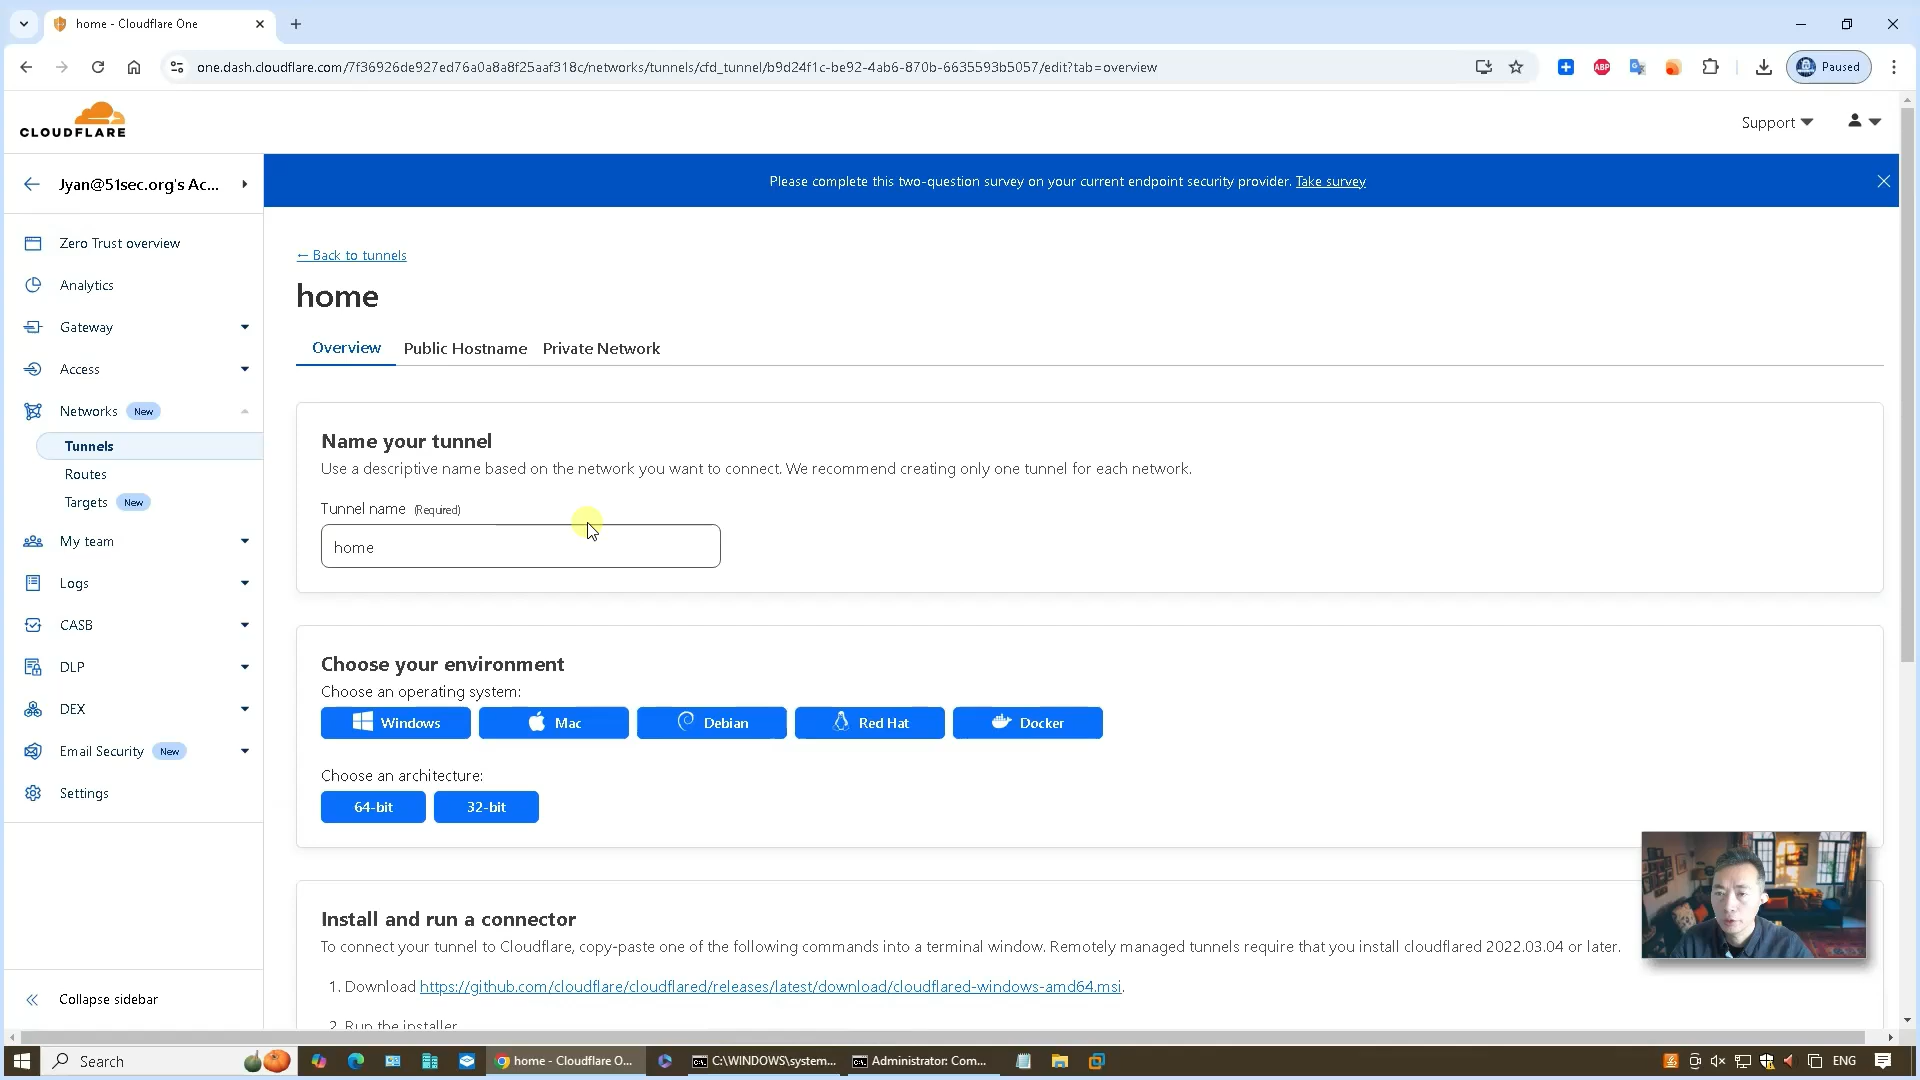 home - Cloudflare One
one.dash.cloudflare.com/7f36926de927ed76a0a8a8f25aaf318c/networks/tunnels/cfd_tunnel/b9d24f1c-be92-4ab6-870b-6635593b5057/edit?tab=overview
ABP
Paused
CLOUDFLARE
Support
Jyan@51sec.org's Ac...
Please complete this two-question survey on your current endpoint security provider. Take survey
Zero Trust overview
Analytics
Gateway
Access
Networks New
Tunnels
Routes
Targets New
My team
Logs
CASB
DLP
DEX
Email Security New
Settings
Collapse sidebar
← Back to tunnels
home
Overview Public Hostname Private Network
Name your tunnel
Use a descriptive name based on the network you want to connect. We recommend creating only one tunnel for each network.
Tunnel name (Required)
home
Choose your environment
Choose an operating system:
Windows Mac Debian Red Hat Docker
Choose an architecture:
64-bit 32-bit
Install and run a connector
To connect your tunnel to Cloudflare, copy-paste one of the following commands into a terminal window. Remotely managed tunnels require that you install cloudflared 2022.03.04 or later.
1. Download https://github.com/cloudflare/cloudflared/releases/latest/download/cloudflared-windows-amd64.msi.
2. Run the installer
Search
home - Cloudflare O...
C:\WINDOWS\system...
Administrator: Com...
ENG